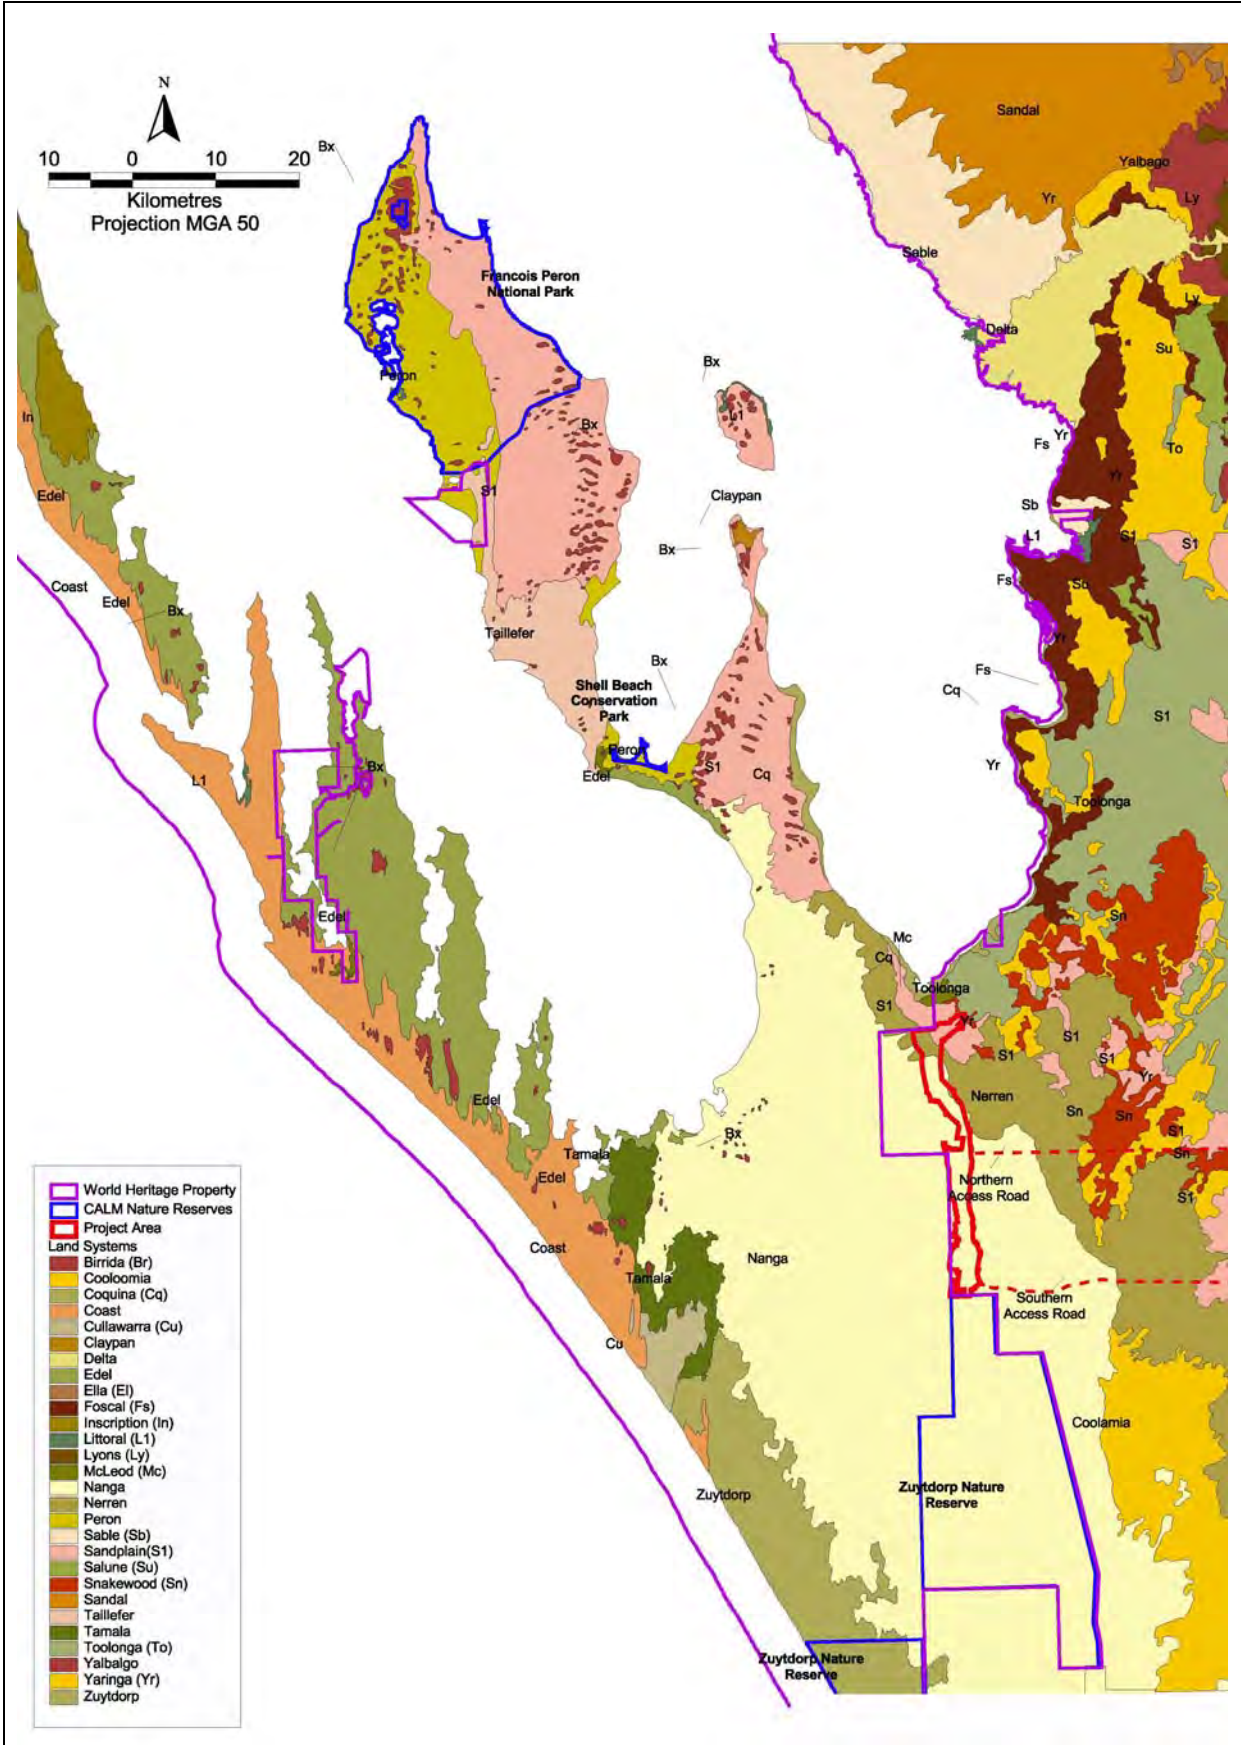 N
10 0 10 20
Kilometres
Projection MGA 50
Bx
Sandal
Yalbago
Yr
Ly
Sable
Francois Peron
National Park
Ly
Delta
Su
Peron
Bx
L1
In
Bx
Fs
Yr
To
Yr
Edel
S1
Claypan
Sb
L1
S1
S1
Bx
Coast
Edel
Bx
Fs
Su
Taillefer
Yr
Bx
Fs
Cq
Shell Beach
Conservation
Park
S1
Peron
Edel
S1
Cq
Yr
L1
Bx
Toolonga
Edel
Sn
Mc
Cq
Toolonga
S1
Yr
S1
S1
S1
Yr
Nerren
Edel
Sn
Sn
S1
Bx
Tamala
Sn
Edel
Northern
Access Road
S1
Coast
Nanga
Tamala
Southern
Access Road
Cu
Coolamia
Zuytdorp
Zuytdorp Nature
Reserve
Zuytdorp Nature
Reserve
World Heritage Property
CALM Nature Reserves
Project Area
Land Systems
Birrida (Br)
Cooloomia
Coquina (Cq)
Coast
Cullawarra (Cu)
Claypan
Delta
Edel
Ella (El)
Foscal (Fs)
Inscription (In)
Littoral (L1)
Lyons (Ly)
McLeod (Mc)
Nanga
Nerren
Peron
Sable (Sb)
Sandplain(S1)
Salune (Su)
Snakewood (Sn)
Sandal
Taillefer
Tamala
Toolonga (To)
Yalbalgo
Yaringa (Yr)
Zuytdorp